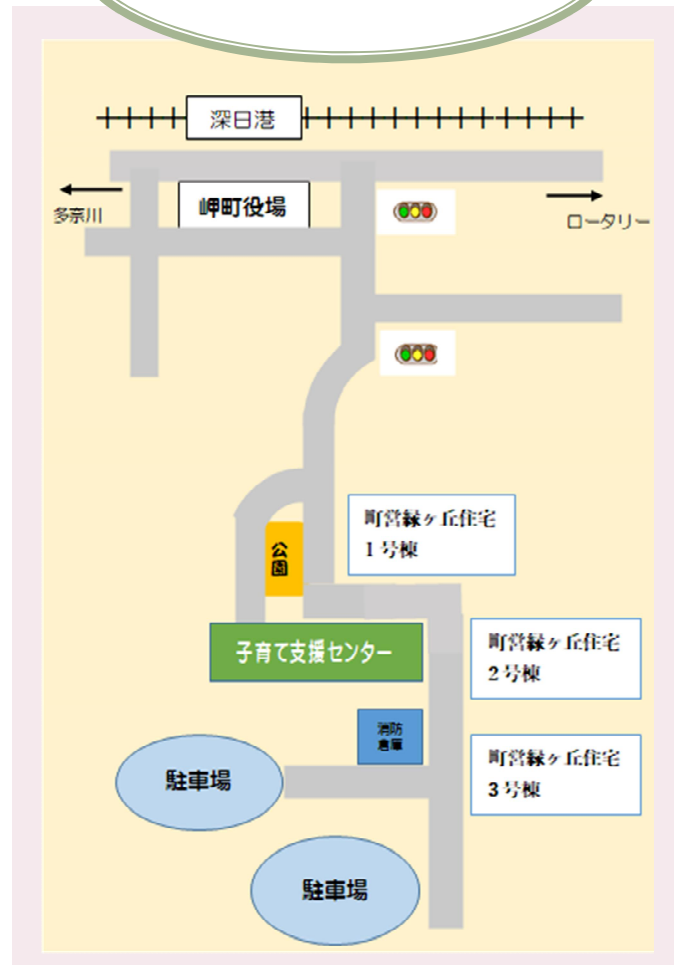 深日港
多奈川
岬町役場
ロータリー
町営緑ヶ丘住宅
1号棟
公園
子育て支援センター
町営緑ヶ丘住宅
2号棟
消防
倉庫
駐車場
町営緑ヶ丘住宅
3号棟
駐車場